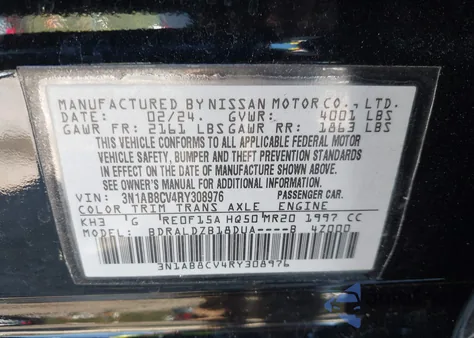 MANUFACTURED BY NISSAN MOTOR CO., LTD.
DATE: 02/24. GVWR: 4001 LBS
GAWR FR: 2161 LBS GAWR RR: 1863 LBS
THIS VEHICLE CONFORMS TO ALL APPLICABLE FEDERAL MOTOR
VEHICLE SAFETY, BUMPER AND THEFT PREVENTION STANDARDS
IN EFFECT ON THE DATE OF MANUFACTURE SHOWN ABOVE.
SEE OWNER'S MANUAL FOR ADDITIONAL INFORMATION.
VIN: 3N1AB8CV4RY308976 PASSENGER CAR.
COLOR TRIM TRANS AXLE ENGINE
KH3 'G 'RE0F15A HQ50'MR20 1997 CC
MODEL: BDRALDZB18DUA----B 4Z000
3N1AB8CV4RY308976